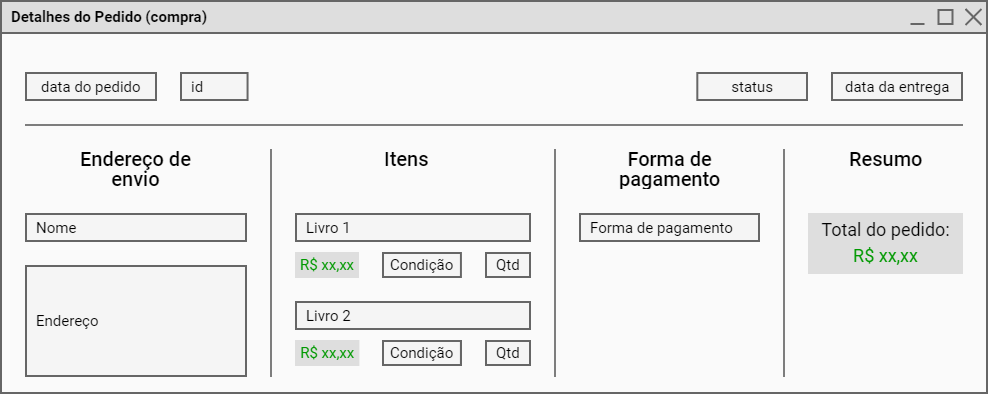 Detalhes do Pedido (compra)
data do pedido
id
status
data da entrega
Endereço de
envio
Nome
Endereço
Itens
Livro 1
R$ xx,xx
Condição
Qtd
Livro 2
R$ xx,xx
Condição
Qtd
Forma de
pagamento
Forma de pagamento
Resumo
Total do pedido:
R$ xx,xx